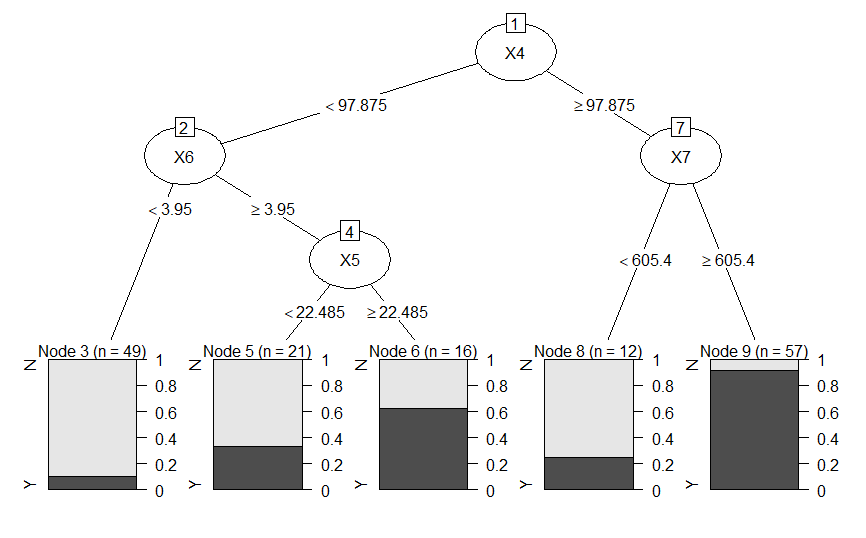 1
X4
< 97.875
≥ 97.875
2
X6
7
X7
< 3.95
≥ 3.95
4
X5
< 605.4
≥ 605.4
< 22.485
≥ 22.485
Node 3 (n = 49)
N
Y
1
0.8
0.6
0.4
0.2
0
Node 5 (n = 21)
N
Y
1
0.8
0.6
0.4
0.2
0
Node 6 (n = 16)
N
Y
1
0.8
0.6
0.4
0.2
0
Node 8 (n = 12)
N
Y
1
0.8
0.6
0.4
0.2
0
Node 9 (n = 57)
N
Y
1
0.8
0.6
0.4
0.2
0